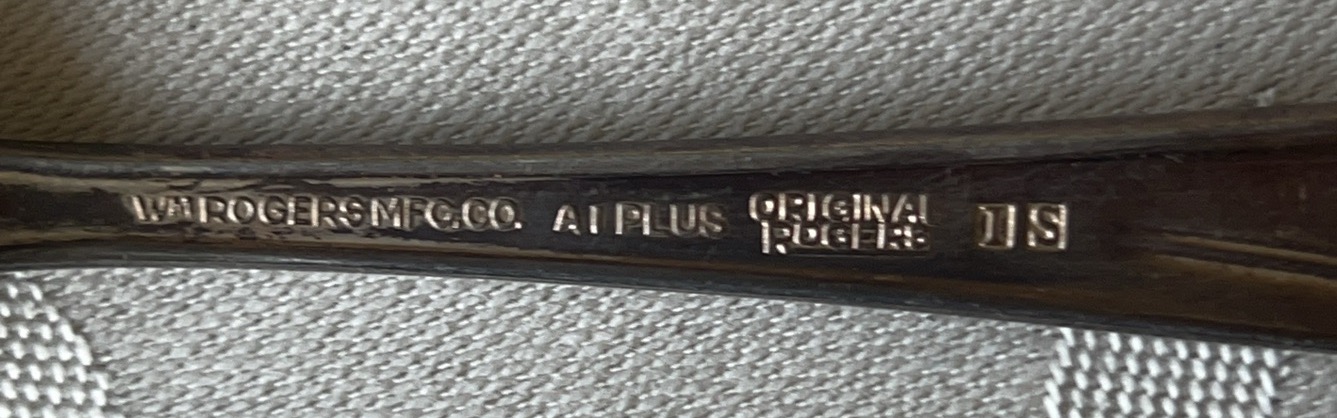 WM ROGERS MFG.CO. A1 PLUS ORIGINAL
ROGERS IS